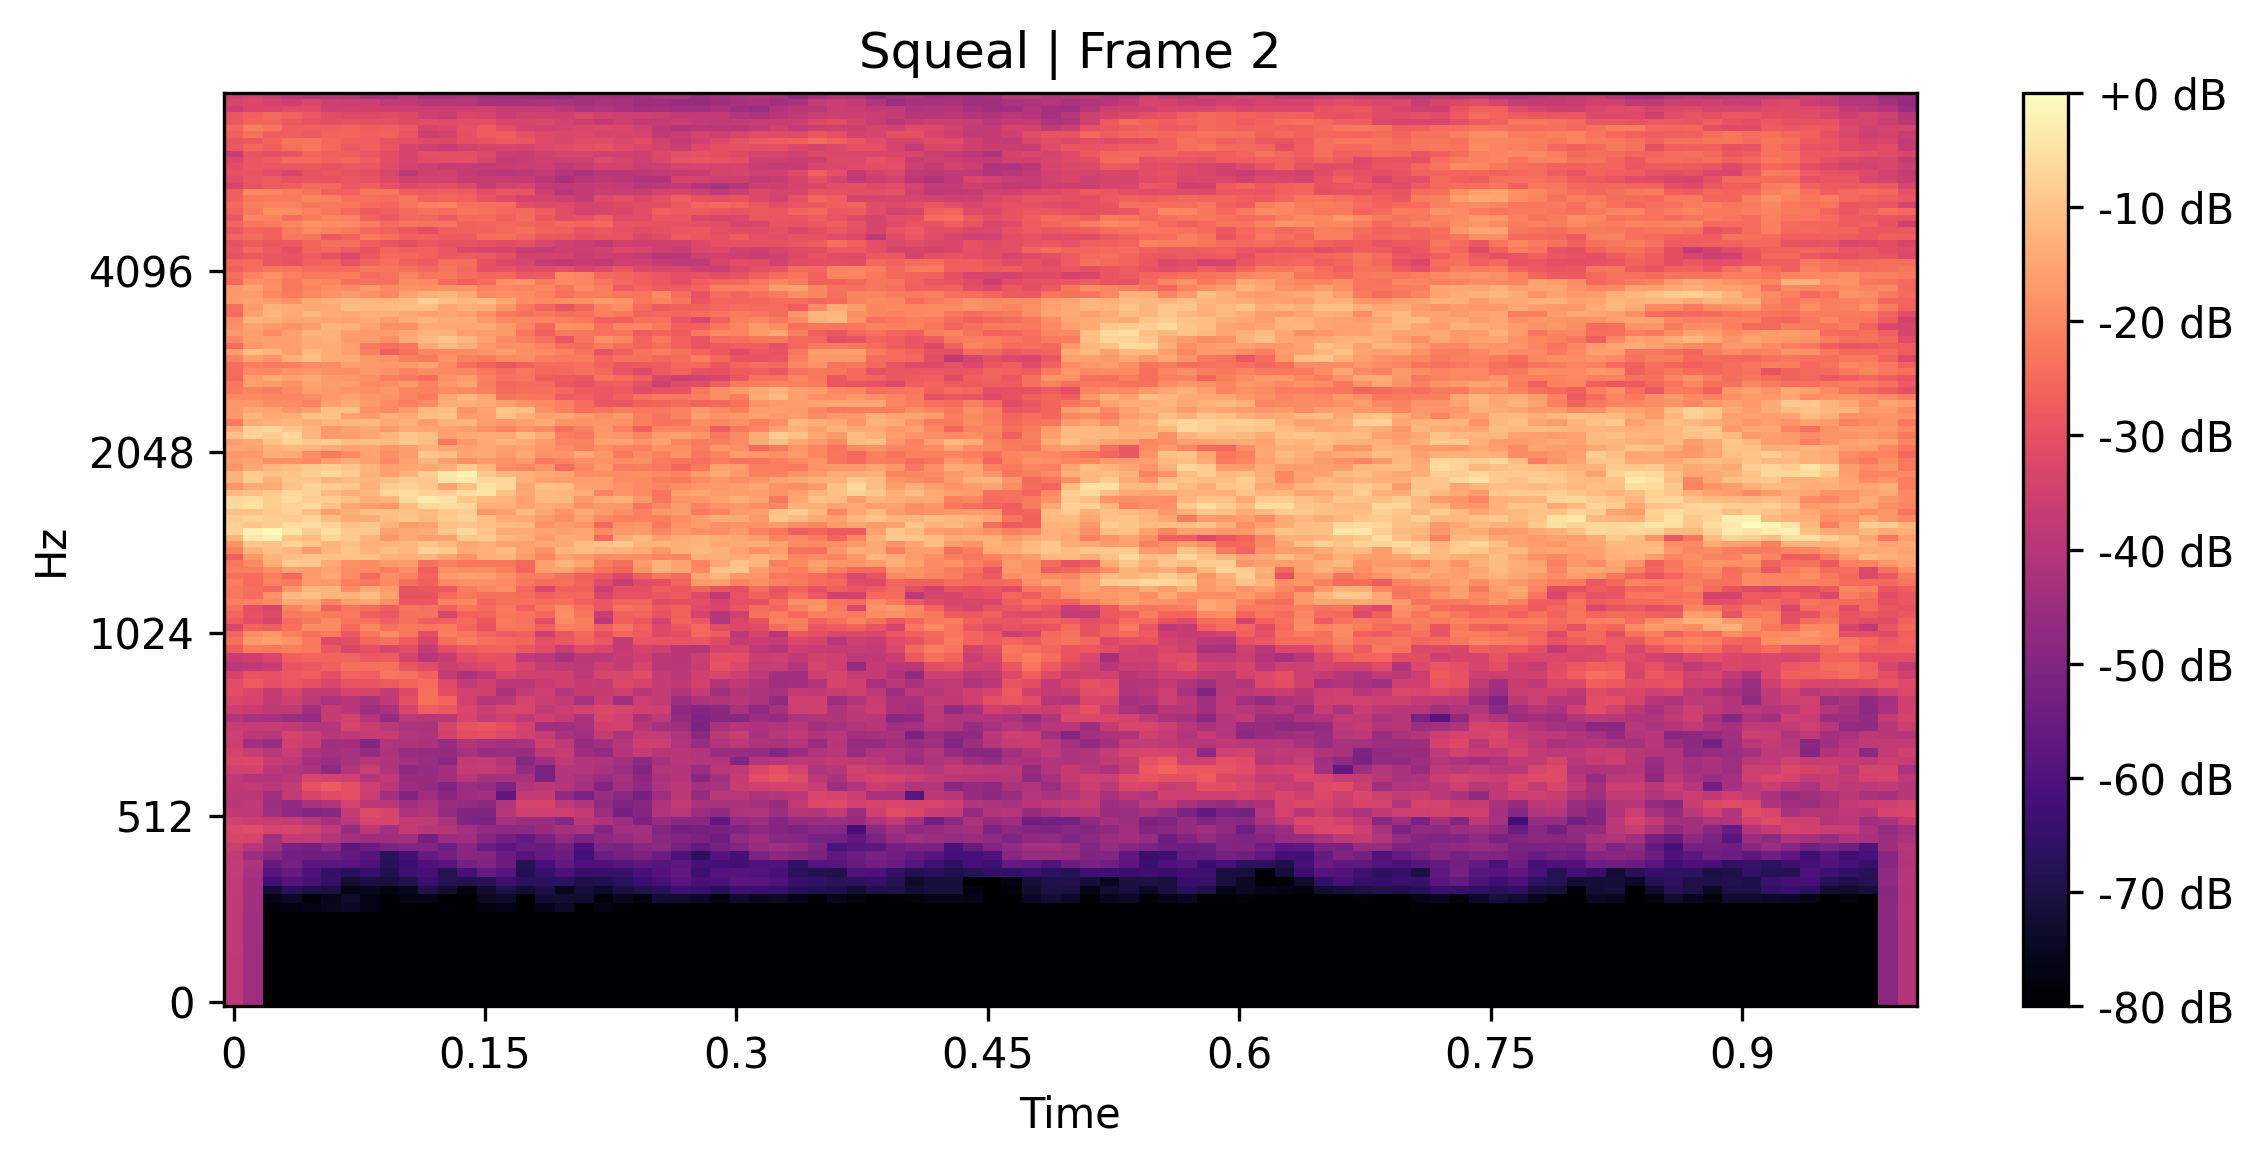 Squeal | Frame 2
Hz
4096
2048
1024
512
0
0 0.15 0.3 0.45 0.6 0.75 0.9
Time
+0 dB
-10 dB
-20 dB
-30 dB
-40 dB
-50 dB
-60 dB
-70 dB
-80 dB